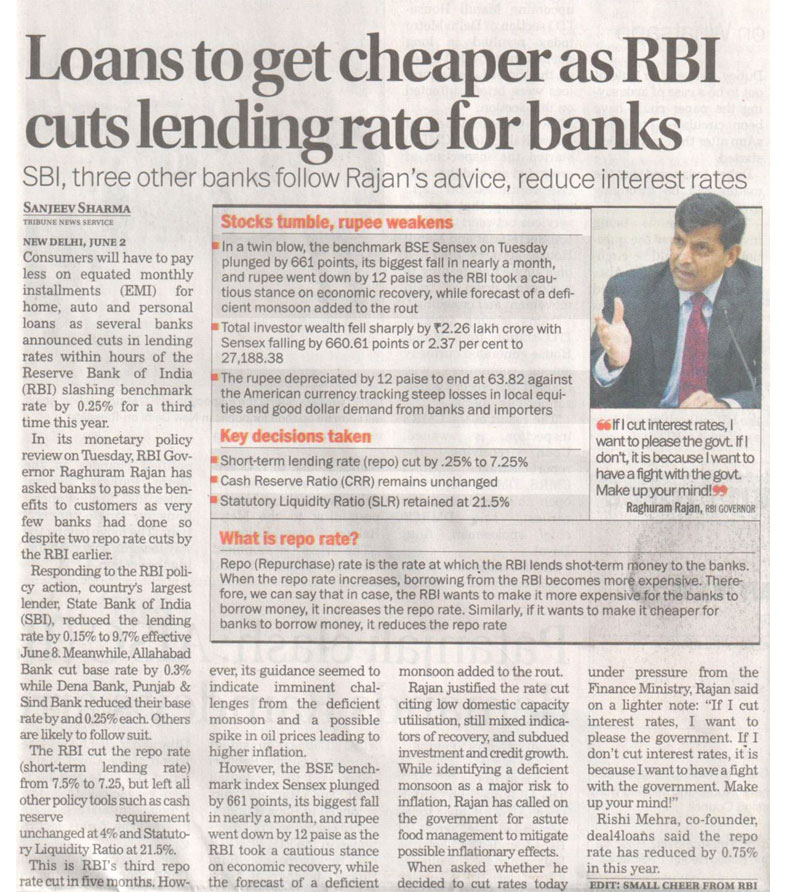 Loans to get cheaper as RBI
cuts lending rate for banks
SBI, three other banks follow Rajan's advice, reduce interest rates
SANJEEV SHARMA
TRIBUNE NEWS SERVICE
NEW DELHI, JUNE 2
Consumers will have to pay
less on equated monthly
installments (EMI) for
home, auto and personal
loans as several banks
announced cuts in lending
rates within hours of the
Reserve Bank of India
(RBI) slashing benchmark
rate by 0.25% for a third
time this year.
In its monetary policy
review on Tuesday, RBI Gov-
ernor Raghuram Rajan has
asked banks to pass the ben-
efits to customers as very
few banks had done so
despite two repo rate cuts by
the RBI earlier.
Responding to the RBI poli-
cy action, country's largest
lender, State Bank of India
(SBI), reduced the lending
rate by 0.15% to 9.7% effective
June 8. Meanwhile, Allahabad
Bank cut base rate by 0.3%
while Dena Bank, Punjab &
Sind Bank reduced their base
rate by and 0.25% each. Others
are likely to follow suit.
The RBI cut the repo rate
(short-term lending rate)
from 7.5% to 7.25, but left all
other policy tools such as cash
reserve requirement
unchanged at 4% and Statuto-
ry Liquidity Ratio at 21.5%.
This is RBI's third repo
rate cut in five months. How-
Stocks tumble, rupee weakens
In a twin blow, the benchmark BSE Sensex on Tuesday
plunged by 661 points, its biggest fall in nearly a month,
and rupee went down by 12 paise as the RBI took a cau-
tious stance on economic recovery, while forecast of a defi-
cient monsoon added to the rout
Total investor wealth fell sharply by ₹2.26 lakh crore with
Sensex falling by 660.61 points or 2.37 per cent to
27,188.38
The rupee depreciated by 12 paise to end at 63.82 against
the American currency tracking steep losses in local equi-
ties and good dollar demand from banks and importers
Key decisions taken
Short-term lending rate (repo) cut by .25% to 7.25%
Cash Reserve Ratio (CRR) remains unchanged
Statutory Liquidity Ratio (SLR) retained at 21.5%
“If I cut interest rates, I
want to please the govt. If I
don't, it is because I want to
have a fight with the govt.
Make up your mind!”
Raghuram Rajan, RBI GOVERNOR
What is repo rate?
Repo (Repurchase) rate is the rate at which the RBI lends shot-term money to the banks.
When the repo rate increases, borrowing from the RBI becomes more expensive. There-
fore, we can say that in case, the RBI wants to make it more expensive for the banks to
borrow money, it increases the repo rate. Similarly, if it wants to make it cheaper for
banks to borrow money, it reduces the repo rate
ever, its guidance seemed to
indicate imminent chal-
lenges from the deficient
monsoon and a possible
spike in oil prices leading to
higher inflation.
However, the BSE bench-
mark index Sensex plunged
by 661 points, its biggest fall
in nearly a month, and rupee
went down by 12 paise as the
RBI took a cautious stance
on economic recovery, while
the forecast of a deficient
monsoon added to the rout.
Rajan justified the rate cut
citing low domestic capacity
utilisation, still mixed indica-
tors of recovery, and subdued
investment and credit growth.
While identifying a deficient
monsoon as a major risk to
inflation, Rajan has called on
the government for astute
food management to mitigate
possible inflationary effects.
When asked whether he
decided to cut rates today
under pressure from the
Finance Ministry, Rajan said
on a lighter note: “If I cut
interest rates, I want to
please the government. If I
don't cut interest rates, it is
because I want to have a fight
with the government. Make
up your mind!”
Rishi Mehra, co-founder,
deal4loans said the repo
rate has reduced by 0.75%
in this year.
EDIT: SMALL CHEER FROM RBI